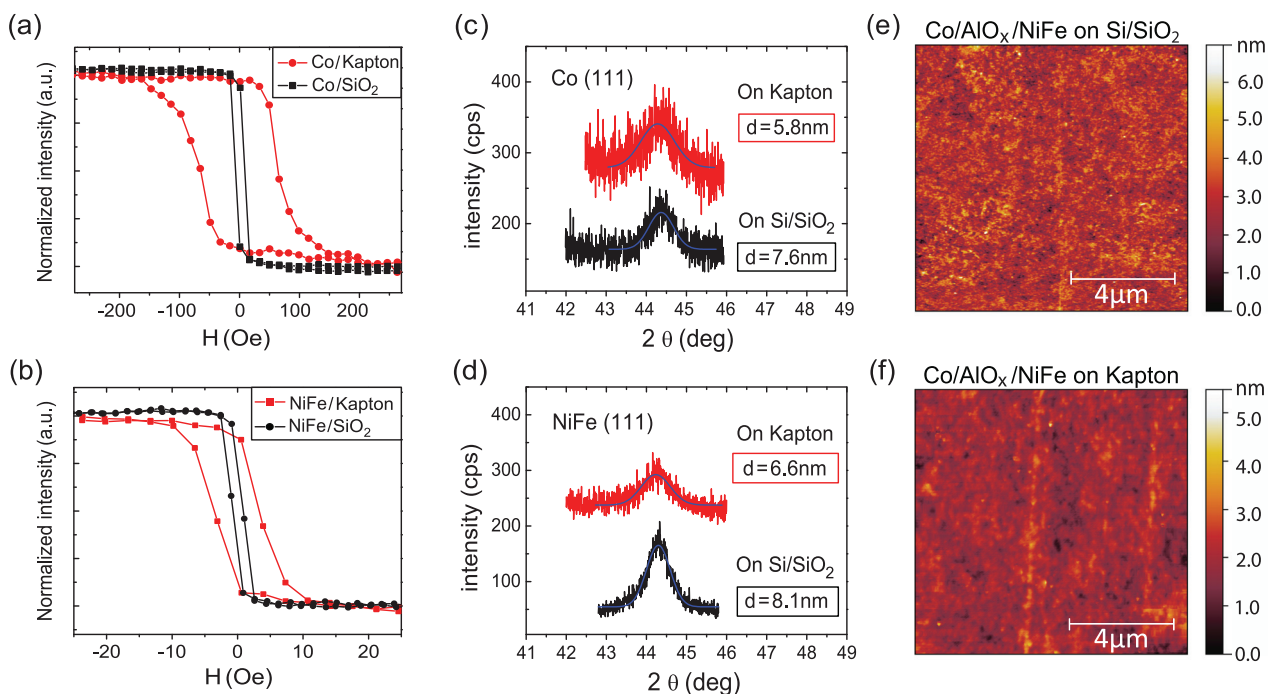 (a)
Normalized intensity (a.u.)
Co/Kapton
Co/SiO₂
-200 -100 0 100 200
H (Oe)
(b)
Normalized intensity (a.u.)
NiFe/Kapton
NiFe/SiO₂
-20 -10 0 10 20
H (Oe)
(c)
intensity (cps)
400
300
200
Co (111)
On Kapton
d=5.8nm
On Si/SiO₂
d=7.6nm
41 42 43 44 45 46 47 48 49
2 θ (deg)
(d)
intensity (cps)
400
300
250
50
NiFe (111)
On Kapton
d=6.6nm
On Si/SiO₂
d=8.1nm
41 42 43 44 45 46 47 48 49
2 θ (deg)
(e)
Co/AlOₓ/NiFe on Si/SiO₂
nm
6.0
5.0
4.0
3.0
2.0
1.0
0.0
4μm
(f)
Co/AlOₓ/NiFe on Kapton
nm
5.0
4.0
3.0
2.0
1.0
0.0
4μm